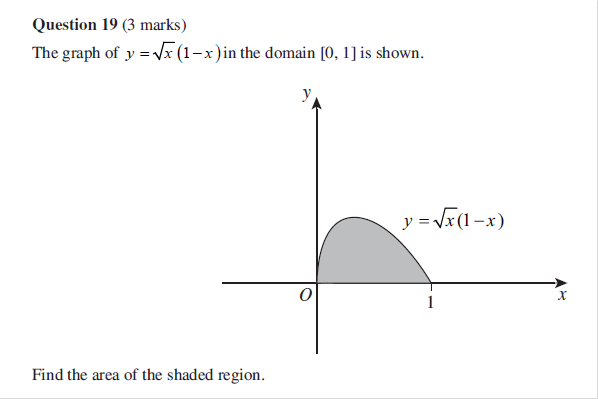 Question 19 (3 marks)
The graph of y = √x (1 − x) in the domain [0, 1] is shown.
y
y = √x (1 − x)
O
1
x
Find the area of the shaded region.